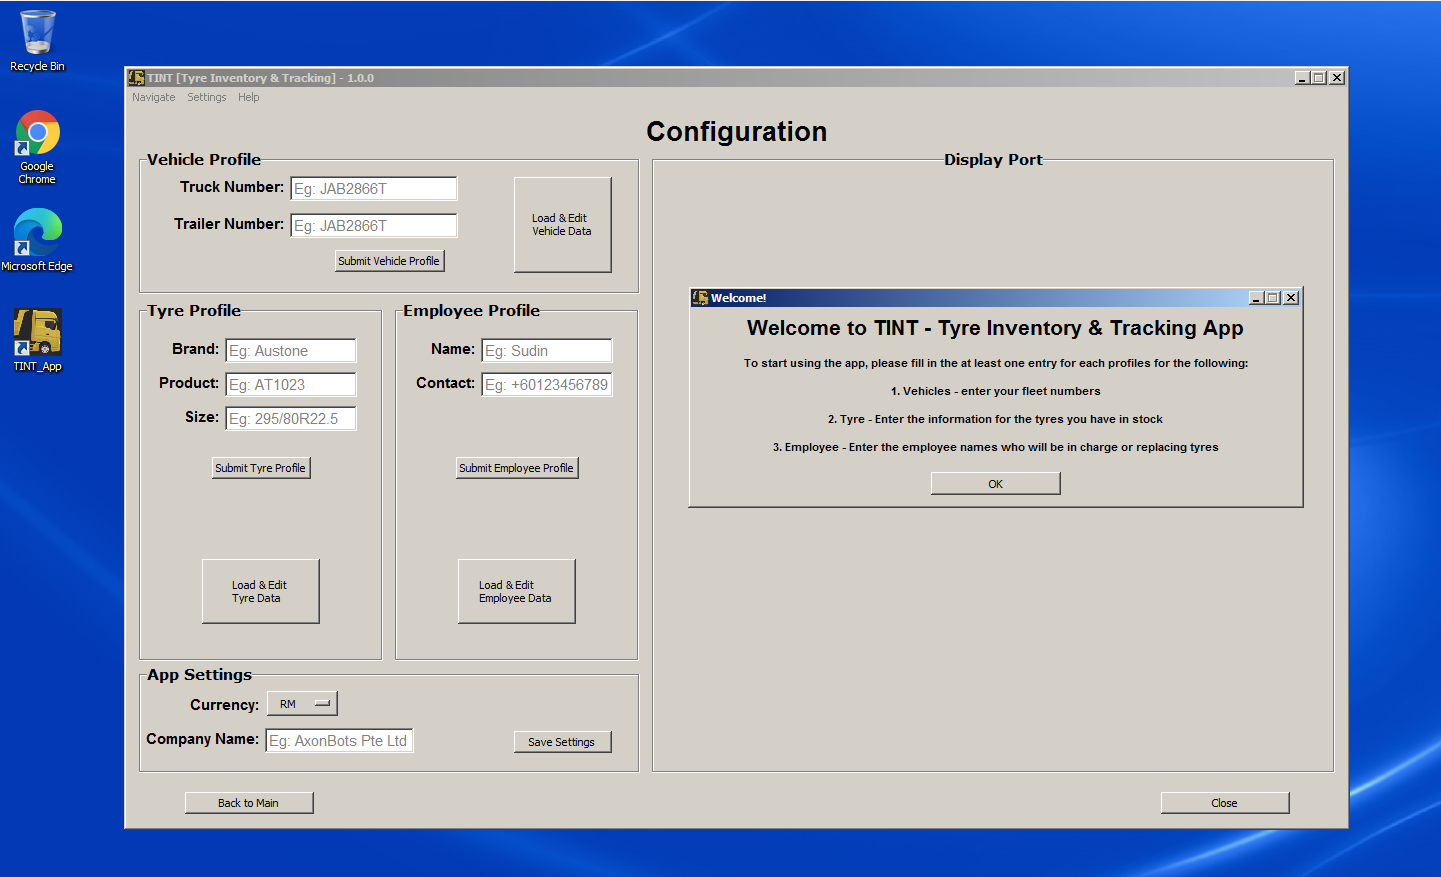 Recycle Bin
Google
Chrome
Microsoft Edge
TINT_App
TINT [Tyre Inventory & Tracking] - 1.0.0
Navigate Settings Help
Configuration
Vehicle Profile
Truck Number: Eg: JAB2866T
Trailer Number: Eg: JAB2866T
Submit Vehicle Profile
Load & Edit
Vehicle Data
Tyre Profile
Brand: Eg: Austone
Product: Eg: AT1023
Size: Eg: 295/80R22.5
Submit Tyre Profile
Load & Edit
Tyre Data
Employee Profile
Name: Eg: Sudin
Contact: Eg: +60123456789
Submit Employee Profile
Load & Edit
Employee Data
App Settings
Currency: RM
Company Name: Eg: AxonBots Pte Ltd
Save Settings
Back to Main
Display Port
Welcome!
Welcome to TINT - Tyre Inventory & Tracking App
To start using the app, please fill in the at least one entry for each profiles for the following:
1. Vehicles - enter your fleet numbers
2. Tyre - Enter the information for the tyres you have in stock
3. Employee - Enter the employee names who will be in charge or replacing tyres
OK
Close